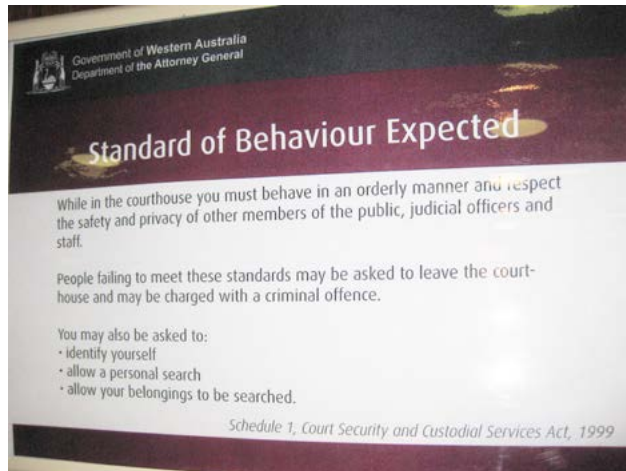 Government of Western Australia
Department of the Attorney General
Standard of Behaviour Expected
While in the courthouse you must behave in an orderly manner and respect
the safety and privacy of other members of the public, judicial officers and
staff.
People failing to meet these standards may be asked to leave the court-
house and may be charged with a criminal offence.
You may also be asked to:
• identify yourself
• allow a personal search
• allow your belongings to be searched.
Schedule 1, Court Security and Custodial Services Act, 1999